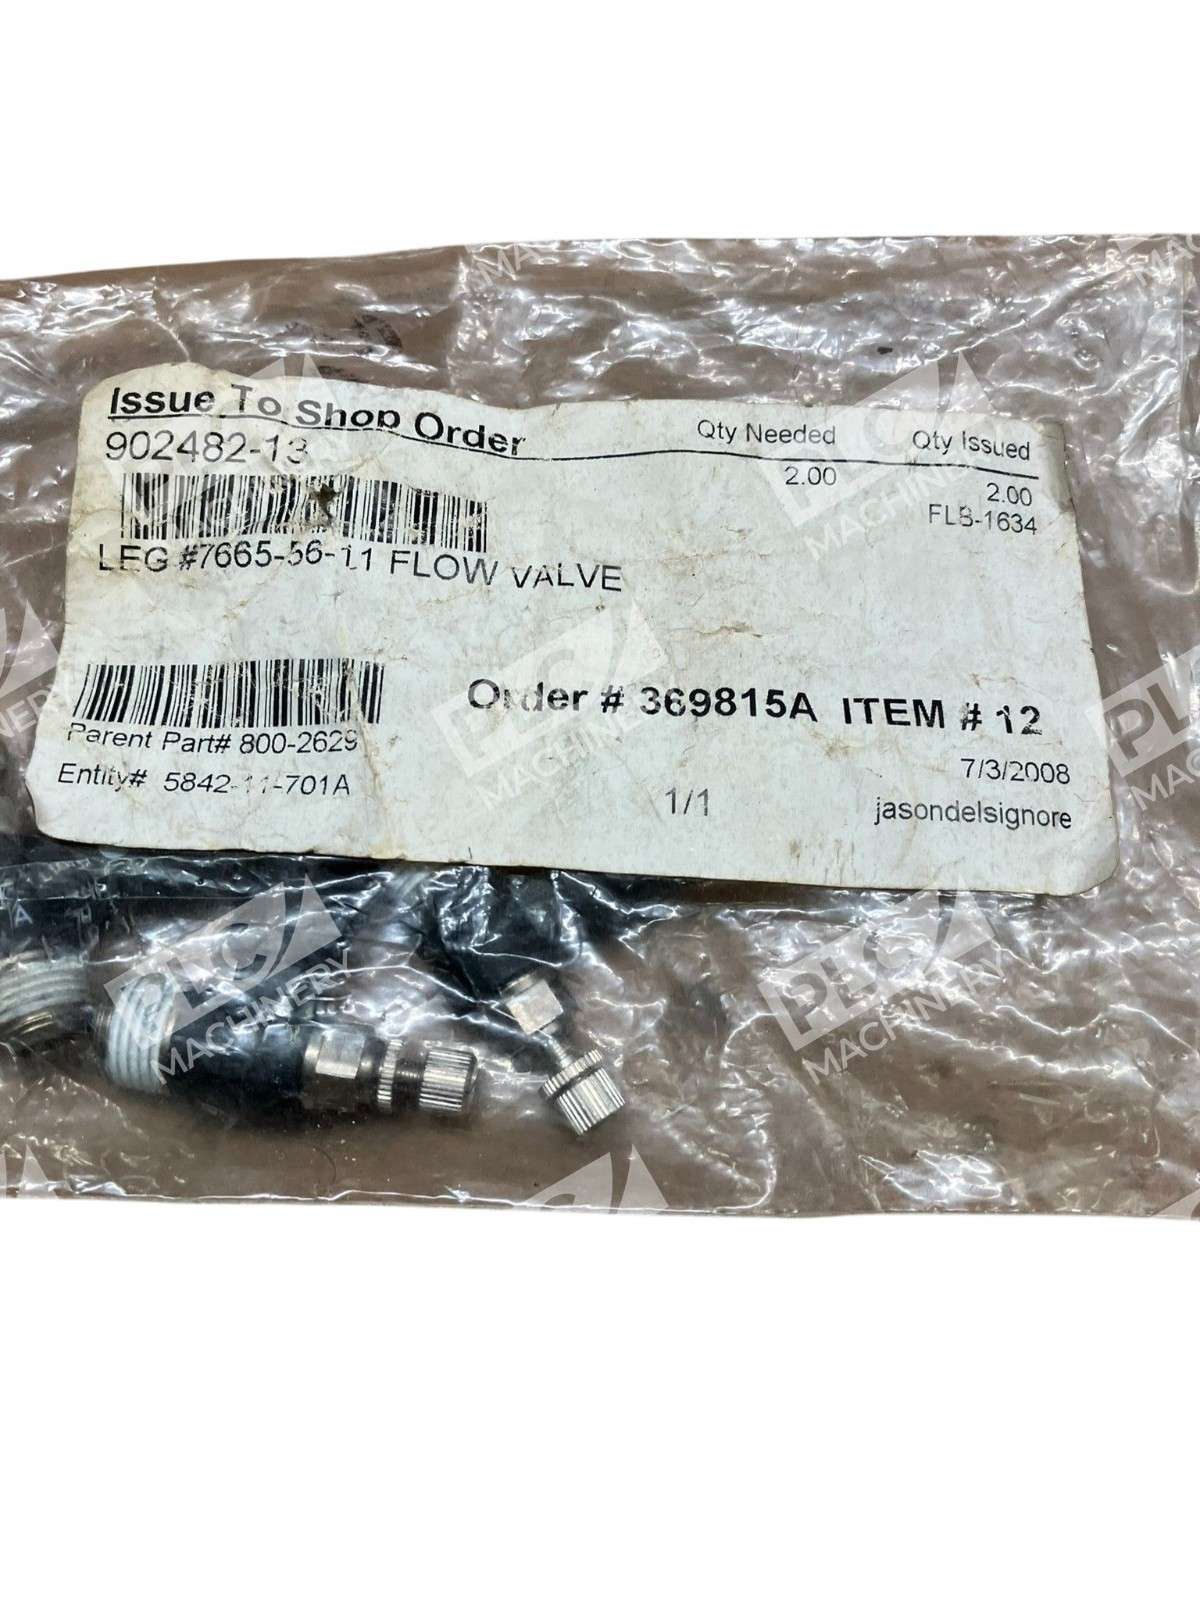 Issue To Shop Order
Qty Needed
Qty Issued
902482-13
2.00
2.00
FLB-1634
LEG #7665-56-11 FLOW VALVE
Order # 369815A ITEM # 12
Parent Part# 800-2629
7/3/2008
Entity# 5842-11-701A
1/1
jasondelsignore
PLC MACHINERY